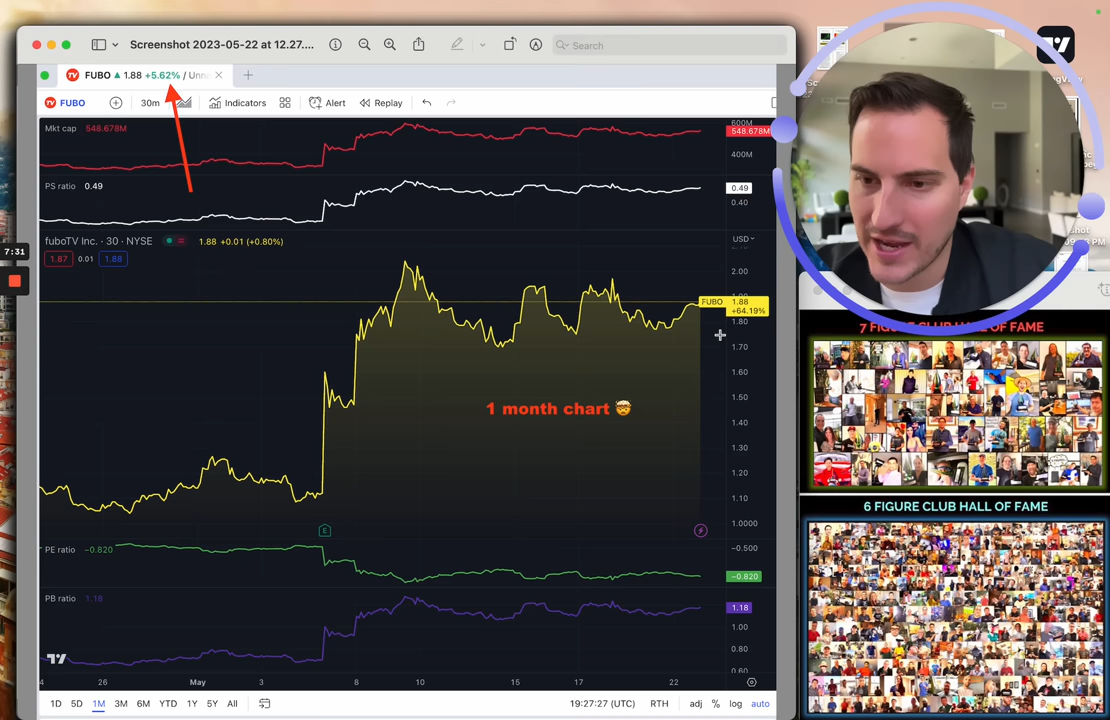 Screenshot 2023-05-22 at 12.27....
Search
FUBO ▲ 1.88 +5.62% / Unna
FUBO
30m
Indicators
Alert
Replay
Mkt cap 548.678M
600M
548.678M
400M
PS ratio 0.49
0.49
0.40
fuboTV Inc. · 30 · NYSE
1.88 +0.01 (+0.80%)
USD
1.87 0.01 1.88
2.00
FUBO 1.88
+64.19%
1.80
1.70
1.60
1.50
1.40
1.30
1.20
1.10
1.0000
1 month chart 🤯
E
PE ratio −0.820
−0.500
−0.820
PB ratio 1.18
1.18
1.00
0.80
0.60
4 26 May 3 8 10 15 17 22
1D 5D 1M 3M 6M YTD 1Y 5Y All
19:27:27 (UTC) RTH adj % log auto
7:31
7 FIGURE CLUB HALL OF FAME
6 FIGURE CLUB HALL OF FAME